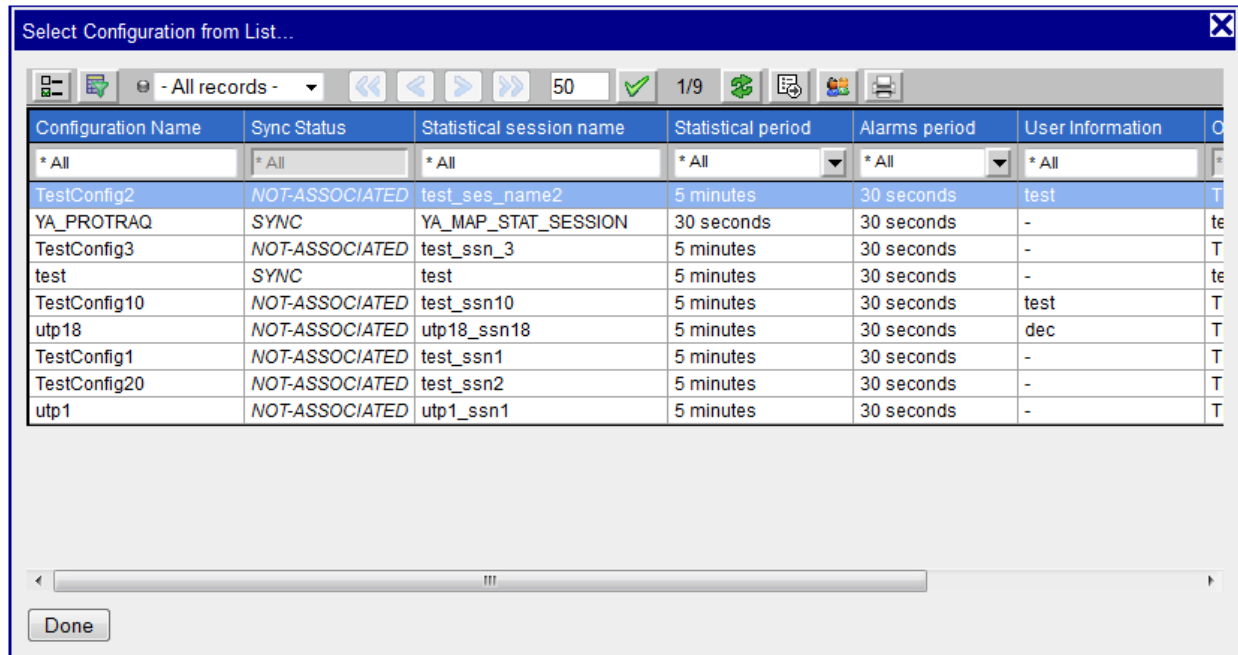 Select Configuration from List...
- All records - 50 1/9
Configuration Name Sync Status Statistical session name Statistical period Alarms period User Information O
* All * All * All * All * All * All *
TestConfig2 NOT-ASSOCIATED test_ses_name2 5 minutes 30 seconds test T
YA_PROTRAQ SYNC YA_MAP_STAT_SESSION 30 seconds 30 seconds - te
TestConfig3 NOT-ASSOCIATED test_ssn_3 5 minutes 30 seconds - T
test SYNC test 5 minutes 30 seconds - te
TestConfig10 NOT-ASSOCIATED test_ssn10 5 minutes 30 seconds test T
utp18 NOT-ASSOCIATED utp18_ssn18 5 minutes 30 seconds dec T
TestConfig1 NOT-ASSOCIATED test_ssn1 5 minutes 30 seconds - T
TestConfig20 NOT-ASSOCIATED test_ssn2 5 minutes 30 seconds - T
utp1 NOT-ASSOCIATED utp1_ssn1 5 minutes 30 seconds - T
Done